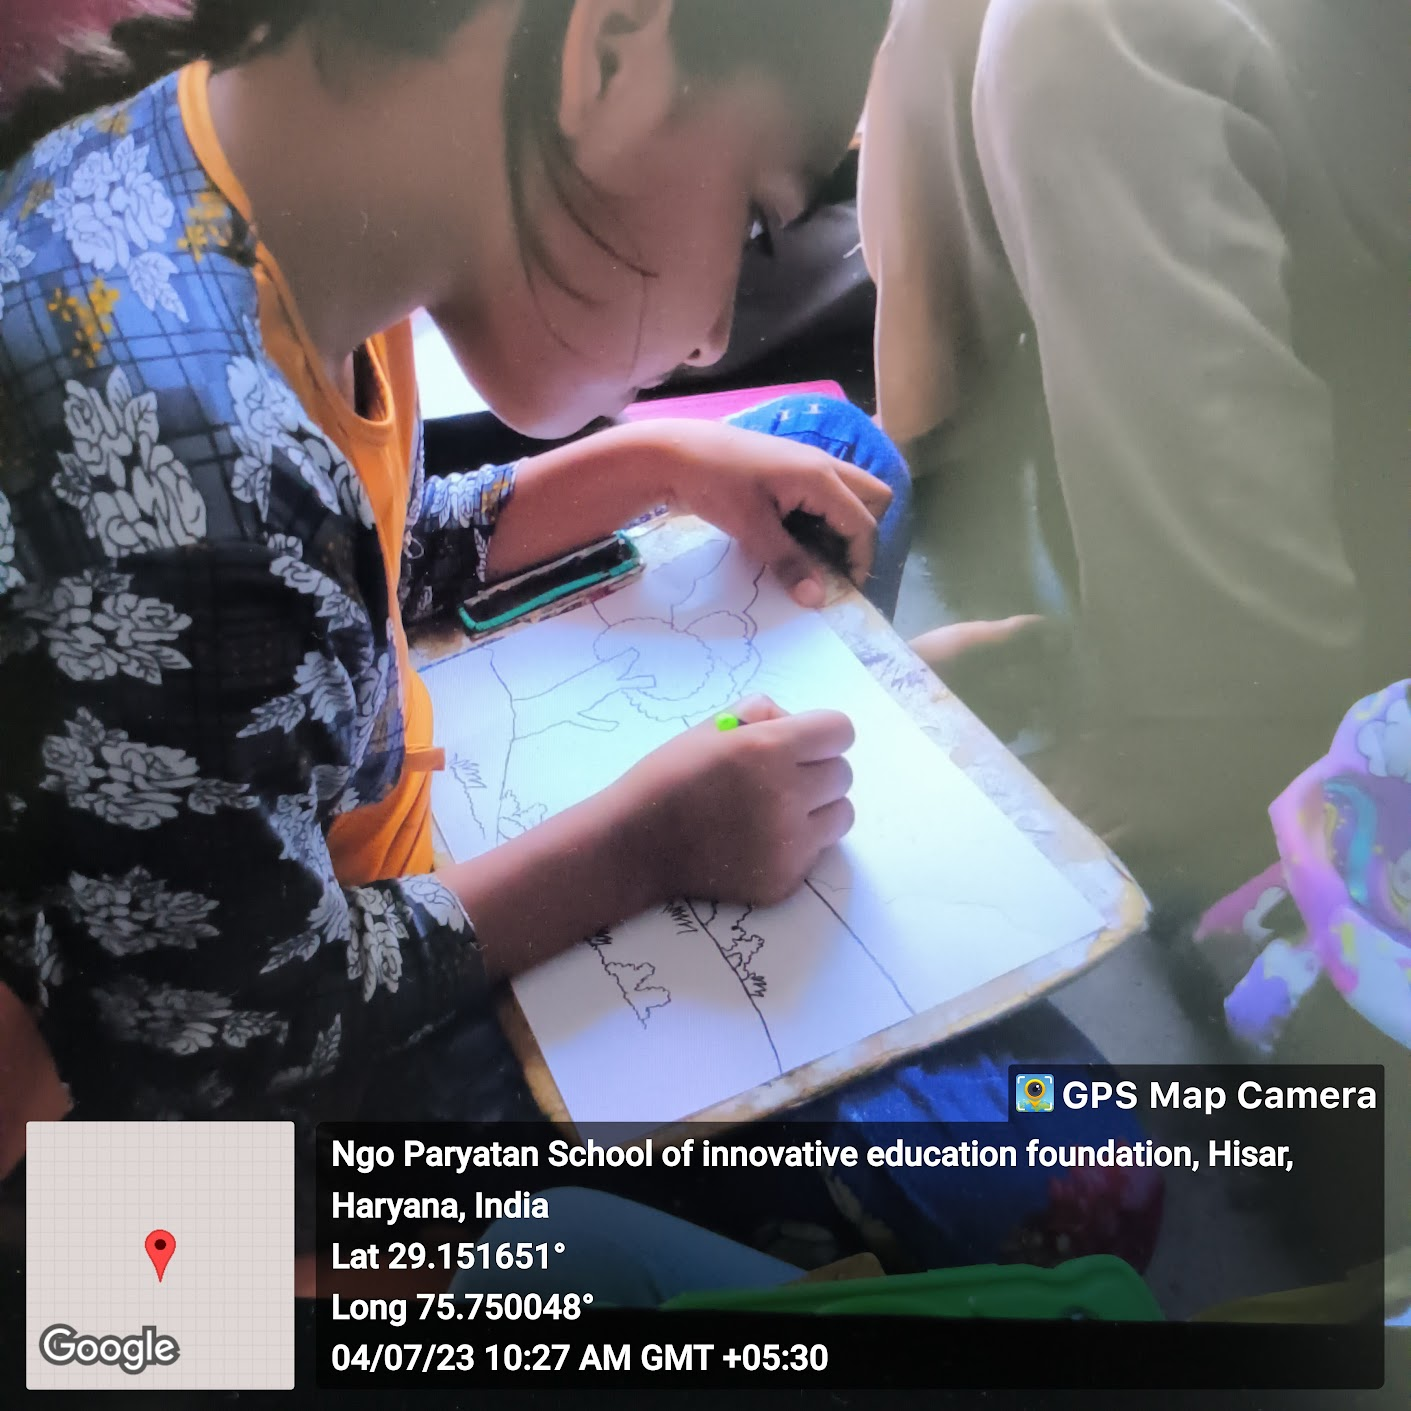 GPS Map Camera
Ngo Paryatan School of innovative education foundation, Hisar,
Haryana, India
Lat 29.151651°
Long 75.750048°
04/07/23 10:27 AM GMT +05:30
Google